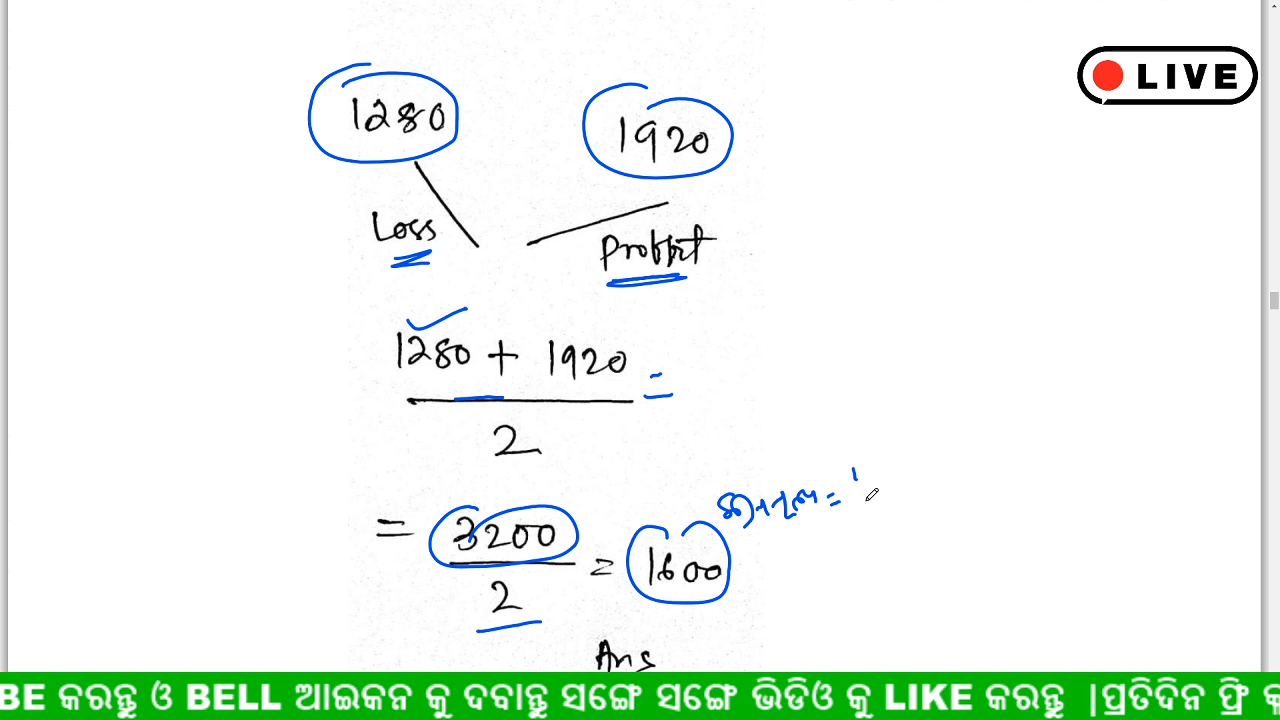 LIVE
1280 1920
Loss Profit
1280 + 1920 =
2
= 3200 = 1600
2
Ans
BE କରନ୍ତୁ ଓ BELL ଆଇକନ କୁ ଦବାନ୍ତୁ ସଙ୍ଗେ ସଙ୍ଗେ ଭିଡିଓ କୁ LIKE କରନ୍ତୁ |ପ୍ରତିଦିନ ଫ୍ରି